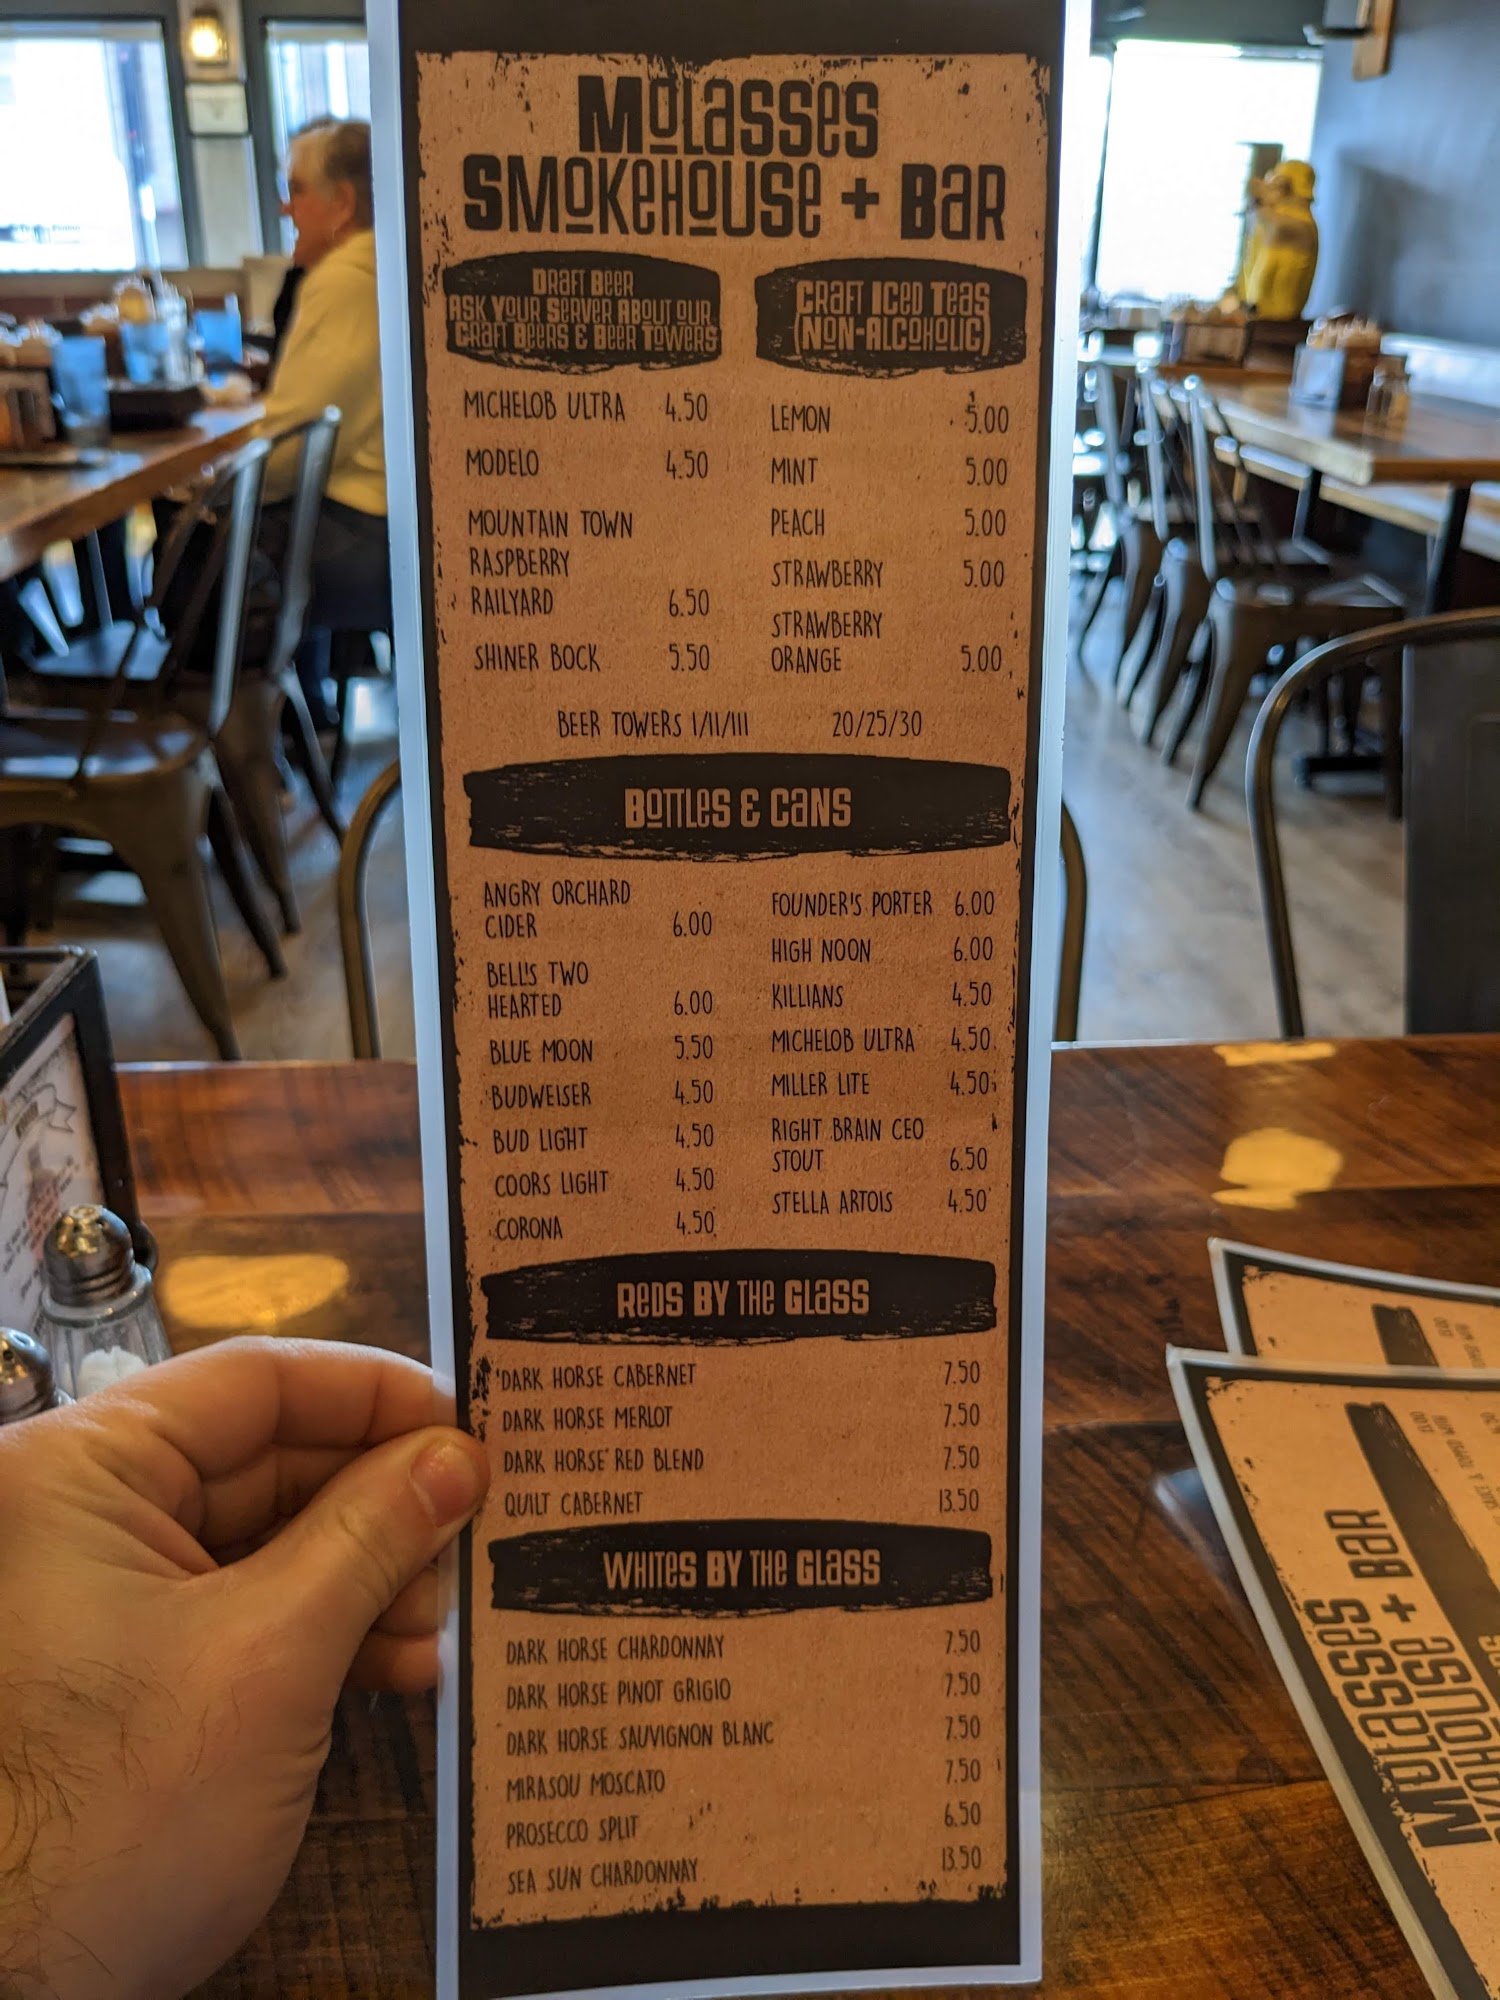 Molasses
Smokehouse + Bar
Draft Beer
Ask Your Server About our
Craft Beers & Beer Towers
MICHELOB ULTRA 4.50
MODELO 4.50
MOUNTAIN TOWN
RASPBERRY
RAILYARD 6.50
SHINER BOCK 5.50
Craft Iced Teas
(Non-Alcoholic)
LEMON 5.00
MINT 5.00
PEACH 5.00
STRAWBERRY 5.00
STRAWBERRY
ORANGE 5.00
BEER TOWERS I/II/III 20/25/30
Bottles & Cans
ANGRY ORCHARD
CIDER 6.00
BELL'S TWO
HEARTED 6.00
BLUE MOON 5.50
BUDWEISER 4.50
BUD LIGHT 4.50
COORS LIGHT 4.50
CORONA 4.50
FOUNDER'S PORTER 6.00
HIGH NOON 6.00
KILLIANS 4.50
MICHELOB ULTRA 4.50
MILLER LITE 4.50
RIGHT BRAIN CEO
STOUT 6.50
STELLA ARTOIS 4.50
Reds By the Glass
DARK HORSE CABERNET 7.50
DARK HORSE MERLOT 7.50
DARK HORSE RED BLEND 7.50
QUILT CABERNET 13.50
Whites By the Glass
DARK HORSE CHARDONNAY 7.50
DARK HORSE PINOT GRIGIO 7.50
DARK HORSE SAUVIGNON BLANC 7.50
MIRASOU MOSCATO 7.50
PROSECCO SPLIT 6.50
SEA SUN CHARDONNAY 13.50
Molasses
Smokehouse + Bar